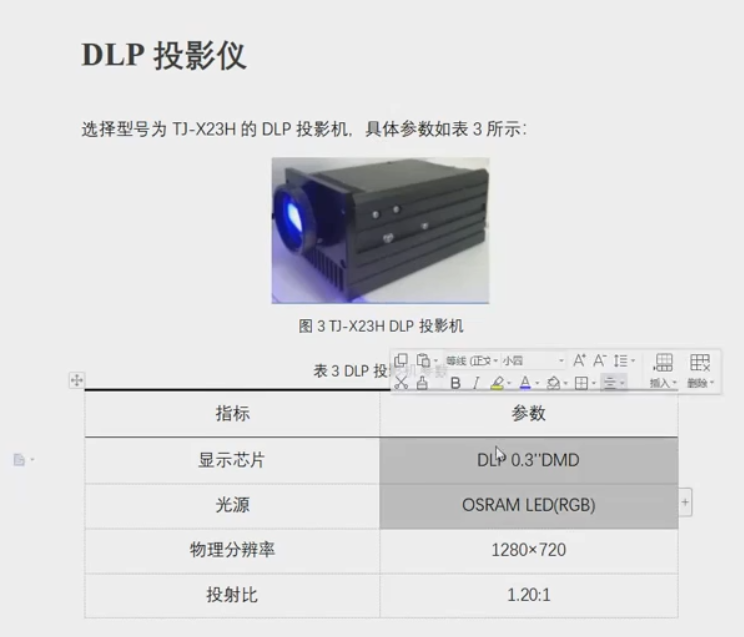 DLP 投影仪
选择型号为 TJ-X23H 的 DLP 投影机，具体参数如表 3 所示：
图 3 TJ-X23H DLP 投影机
表 3 DLP 投影机参数
等线 (正文 小四
A+ A-
B I A
插入 删除
指标 参数
显示芯片 DLP 0.3''DMD
光源 OSRAM LED(RGB)
物理分辨率 1280×720
投射比 1.20:1